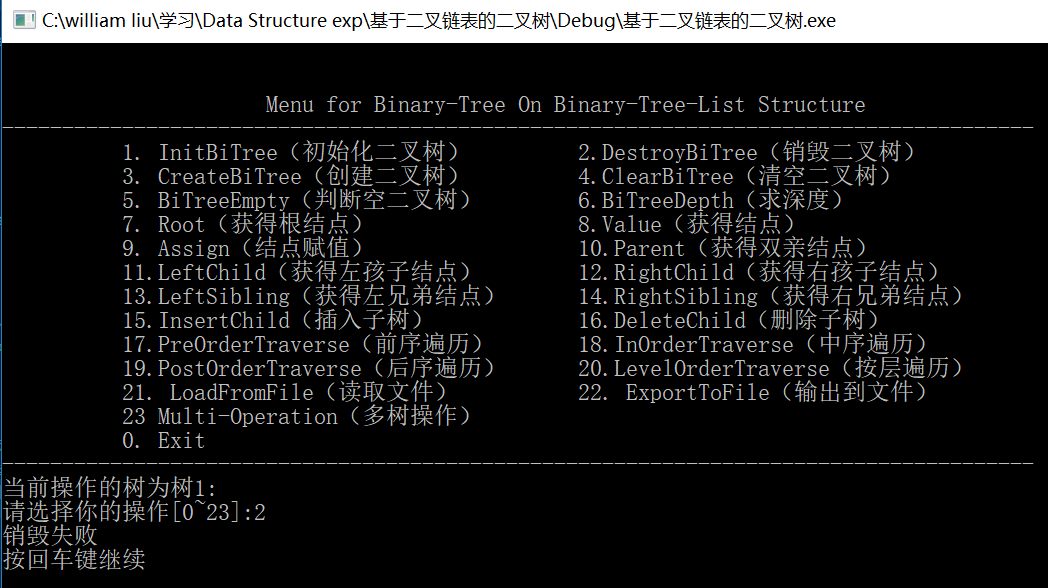 C:\william liu\学习\Data Structure exp\基于二叉链表的二叉树\Debug\基于二叉链表的二叉树.exe
Menu for Binary-Tree On Binary-Tree-List Structure
1. InitBiTree（初始化二叉树） 2.DestroyBiTree（销毁二叉树）
3. CreateBiTree（创建二叉树） 4.ClearBiTree（清空二叉树）
5. BiTreeEmpty（判断空二叉树） 6.BiTreeDepth（求深度）
7. Root（获得根结点） 8.Value（获得结点）
9. Assign（结点赋值） 10.Parent（获得双亲结点）
11.LeftChild（获得左孩子结点） 12.RightChild（获得右孩子结点）
13.LeftSibling（获得左兄弟结点） 14.RightSibling（获得右兄弟结点）
15.InsertChild（插入子树） 16.DeleteChild（删除子树）
17.PreOrderTraverse（前序遍历） 18.InOrderTraverse（中序遍历）
19.PostOrderTraverse（后序遍历） 20.LevelOrderTraverse（按层遍历）
21. LoadFromFile（读取文件） 22. ExportToFile（输出到文件）
23 Multi-Operation（多树操作）
0. Exit
当前操作的树为树1:
请选择你的操作[0~23]:2
销毁失败
按回车键继续